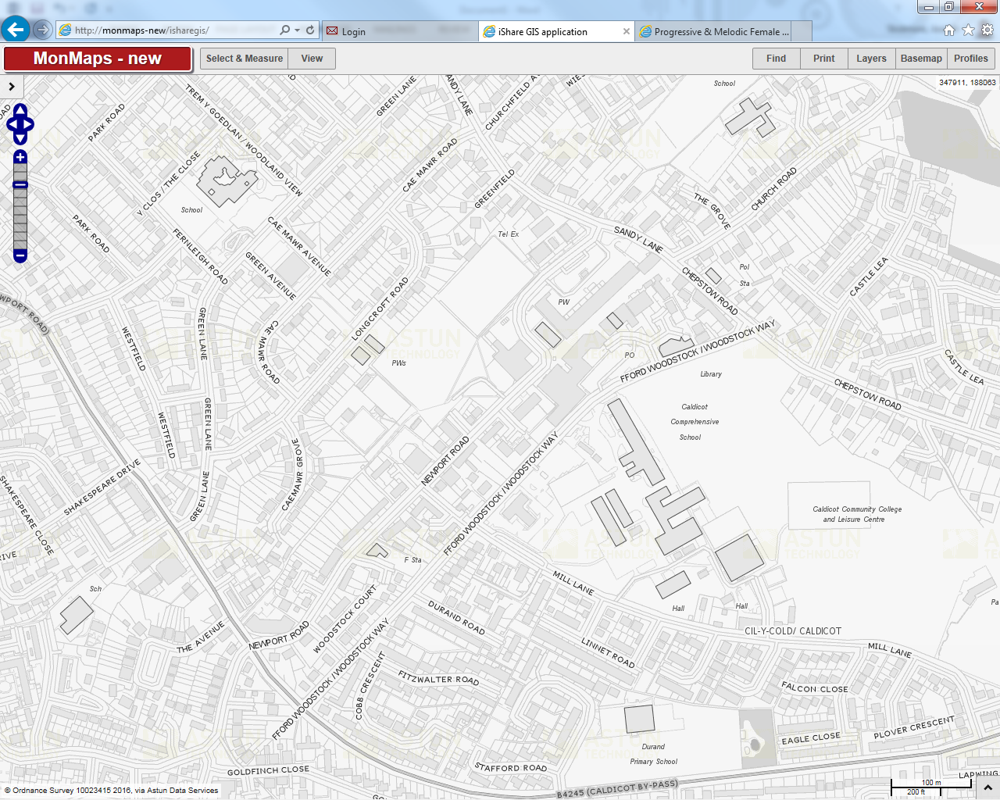 http://monmaps-new/isharegis/
Login
iShare GIS application
Progressive & Melodic Female ...
MonMaps - new
Select & Measure
View
Find
Print
Layers
Basemap
Profiles
347911, 188063
School
PARK ROAD
TREM Y GOEDLAN / WOODLAND VIEW
GREEN LANE
SANDY LANE
CHURCHFIELD
Y CLOS / THE CLOSE
School
CAE MAWR ROAD
GREENFIELD
CHURCH ROAD
THE GROVE
PARK ROAD
FERNLEIGH ROAD
CAE MAWR AVENUE
GREEN AVENUE
Tel Ex
SANDY LANE
Pol
Sta
CHEPSTOW ROAD
CASTLE LEA
WPORT ROAD)
LONGCROFT ROAD
PW
GREEN LANE
WESTFIELD
CAE MAWR ROAD
PWs
PO
FFORD WOODSTOCK / WOODSTOCK WAY
Library
CASTLE LEA
CHEPSTOW ROAD
Caldicot
Comprehensive
School
WESTFIELD
GREEN LANE
CAEMAWR GROVE
NEWPORT ROAD
FFORD WOODSTOCK / WOODSTOCK WAY
SHAKESPEARE DRIVE
SHAKESPEARE CLOSE
GREEN LANE
Caldicot Community College
and Leisure Centre
DRIVE
F Sta
MILL LANE
Sch
Hall
Hall
Pa
DURAND ROAD
WOODSTOCK COURT
CIL-Y-COLD/ CALDICOT
THE AVENUE
NEWPORT ROAD
FFORD WOODSTOCK / WOODSTOCK WAY
LINNET ROAD
MILL LANE
COBB CRESCENT
FITZWALTER ROAD
FALCON CLOSE
EAGLE CLOSE
PLOVER CRESCENT
Durand
Primary School
STAFFORD ROAD
GOLDFINCH CLOSE
B4245 (CALDICOT BY-PASS)
LAPWING
ASTUN
TECHNOLOGY
100 m
200 ft
© Ordnance Survey 10023415 2016, via Astun Data Services